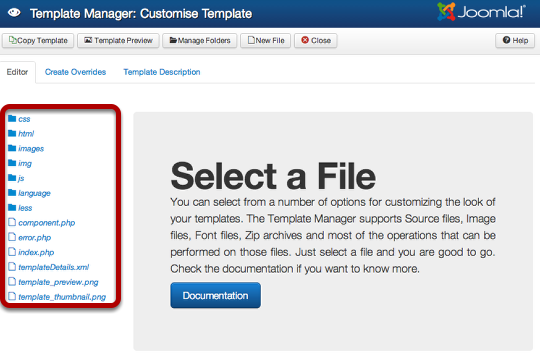 Template Manager: Customise Template
Joomla!®
Copy Template
Template Preview
Manage Folders
New File
Close
Help
Editor
Create Overrides
Template Description
css
html
images
img
js
language
less
component.php
error.php
index.php
templateDetails.xml
template_preview.png
template_thumbnail.png
Select a File
You can select from a number of options for customizing the look
of your templates. The Template Manager supports Source files, Image
files, Font files, Zip archives and most of the operations that can be
performed on those files. Just select a file and you are good to go.
Check the documentation if you want to know more.
Documentation